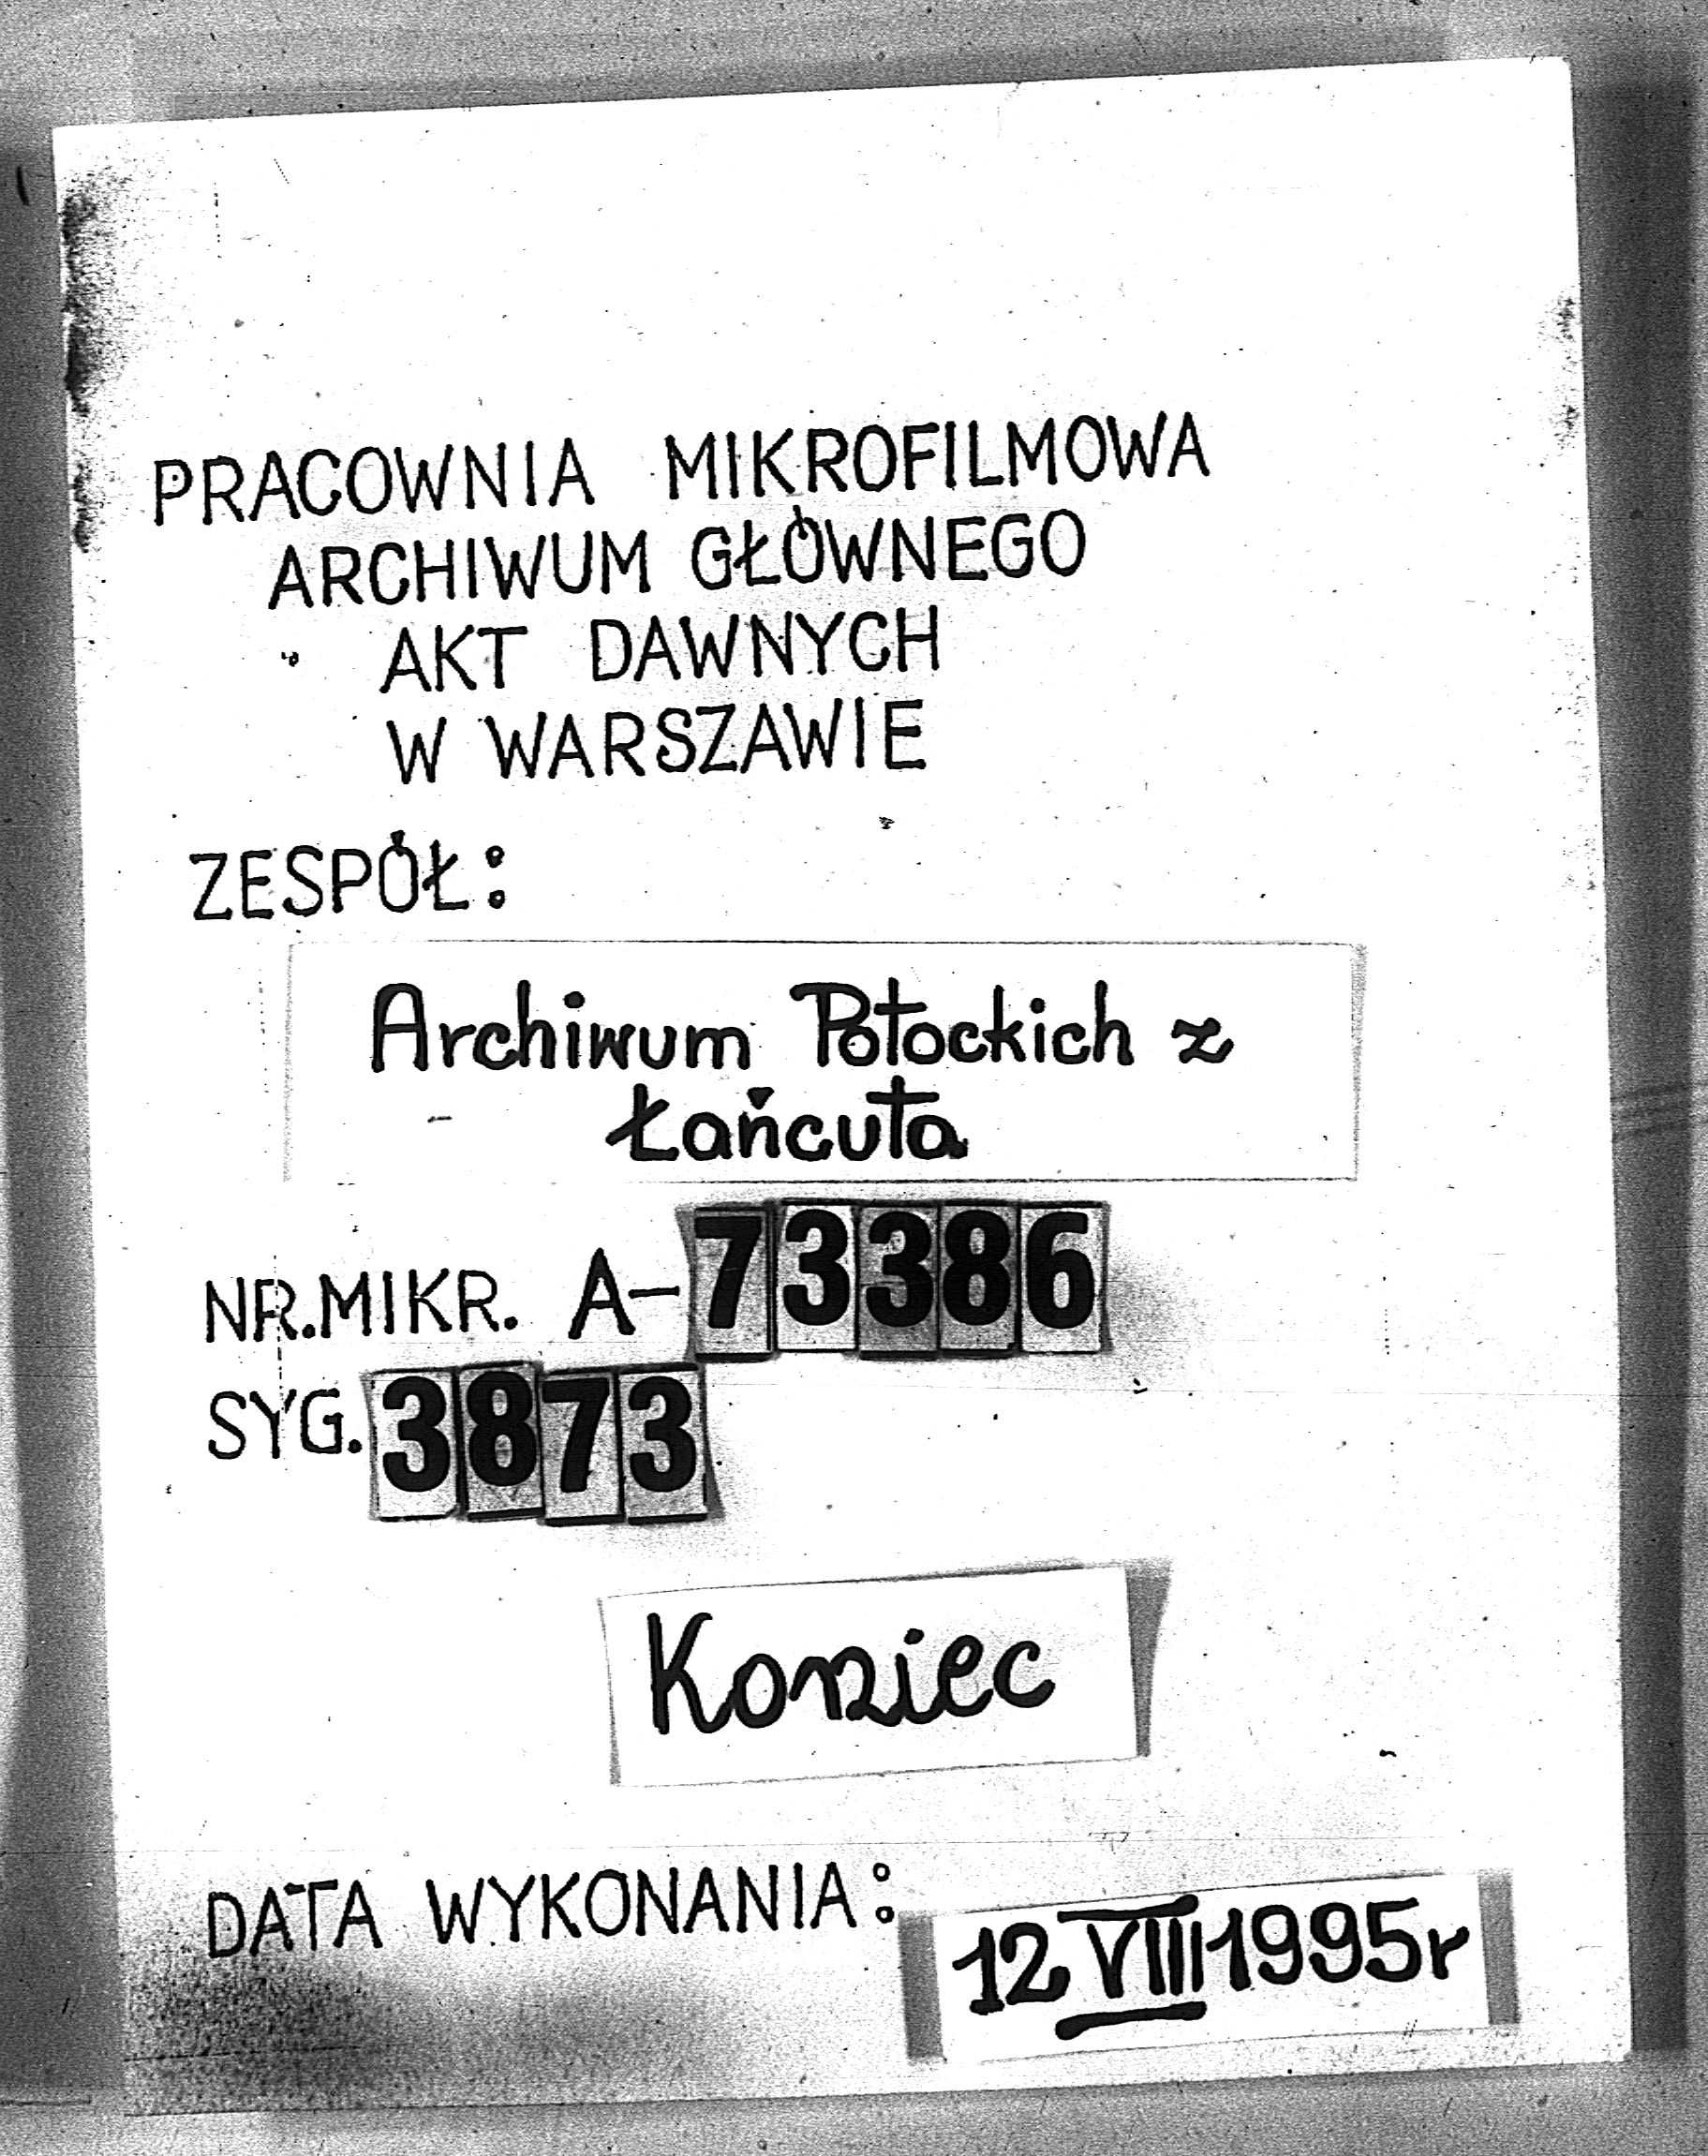 PRACOWNIA MIKROFILMOWA
ARCHIWUM GŁÓWNEGO
AKT DAWNYCH
W WARSZAWIE
ZESPÓŁ:
Archiwum Potockich z
Łańcuta
NR.MIKR. A-73386
SYG. 3873
Koniec
DATA WYKONANIA: 12 VIII 1995r